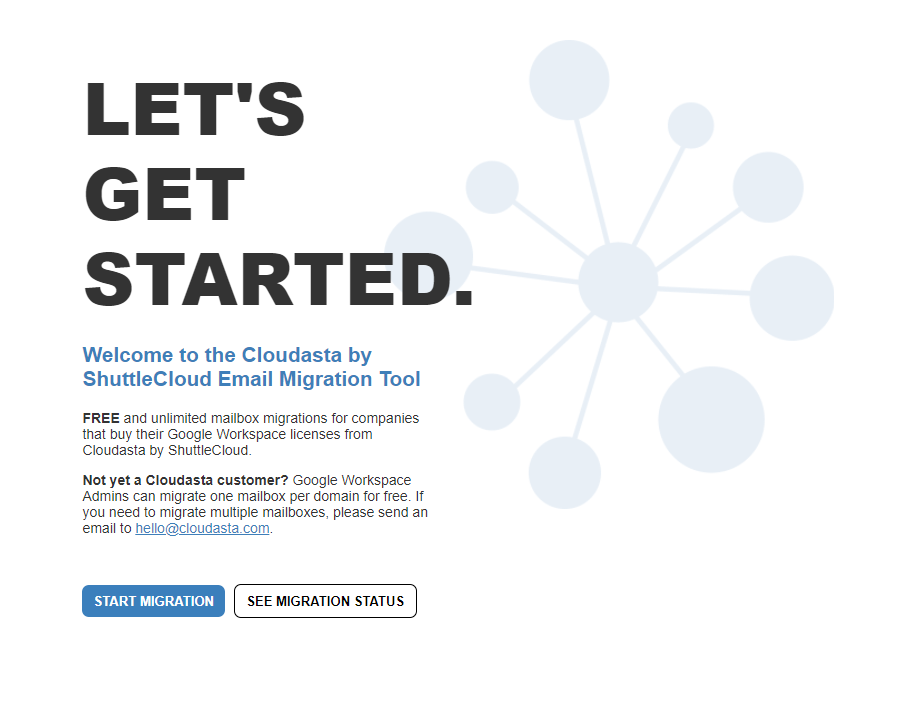 LET'S
GET
STARTED.
Welcome to the Cloudasta by
ShuttleCloud Email Migration Tool
FREE and unlimited mailbox migrations for companies
that buy their Google Workspace licenses from
Cloudasta by ShuttleCloud.
Not yet a Cloudasta customer? Google Workspace
Admins can migrate one mailbox per domain for free. If
you need to migrate multiple mailboxes, please send an
email to hello@cloudasta.com.
START MIGRATION
SEE MIGRATION STATUS